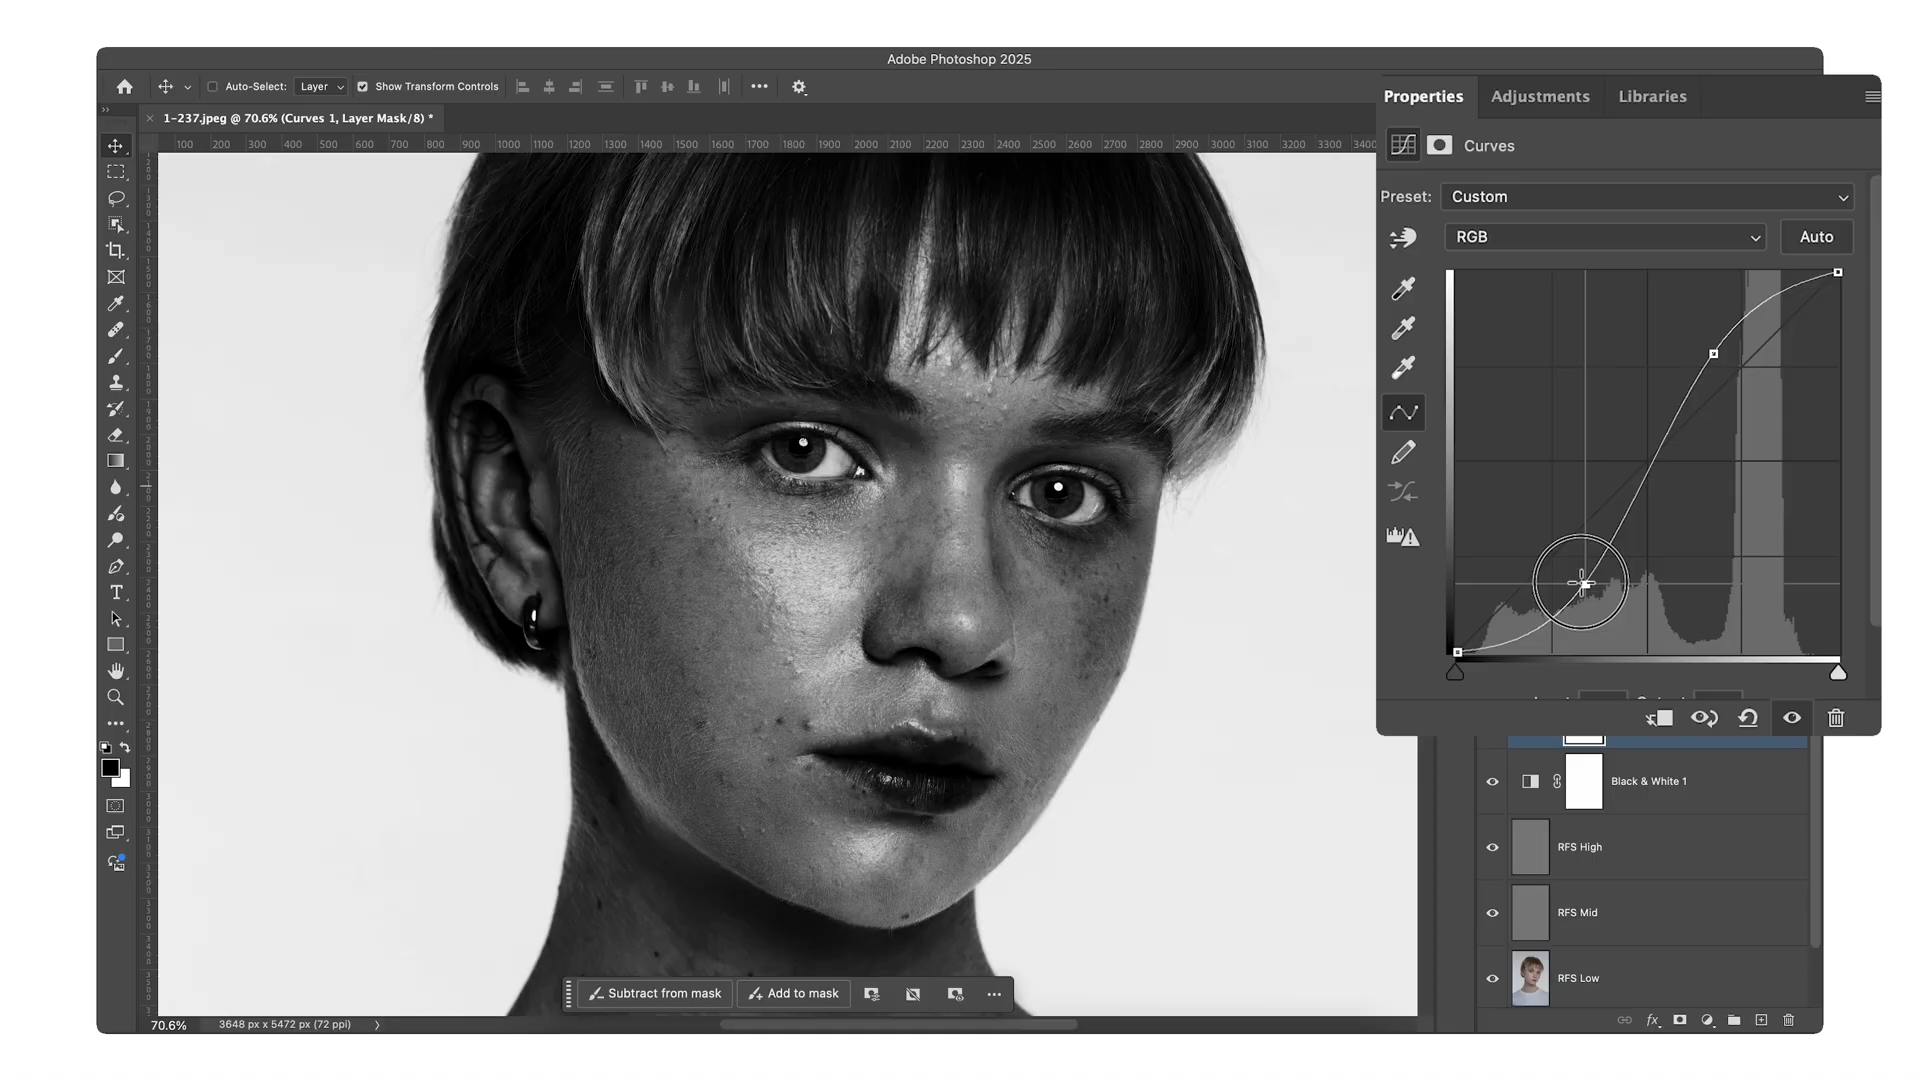 Adobe Photoshop 2025
Auto-Select: Layer Show Transform Controls
1-237.jpeg @ 70.6% (Curves 1, Layer Mask/8) *
100 200 300 400 500 600 700 800 900 1000 1100 1200 1300 1400 1500 1600 1700 1800 1900 2000 2100 2200 2300 2400 2500 2600 2700 2800 2900 3000 3100 3200 3300 3400
Properties Adjustments Libraries
Curves
Preset: Custom
RGB Auto
Black & White 1
RFS High
RFS Mid
RFS Low
Subtract from mask Add to mask
70.6% 3648 px x 5472 px (72 ppi)
fx